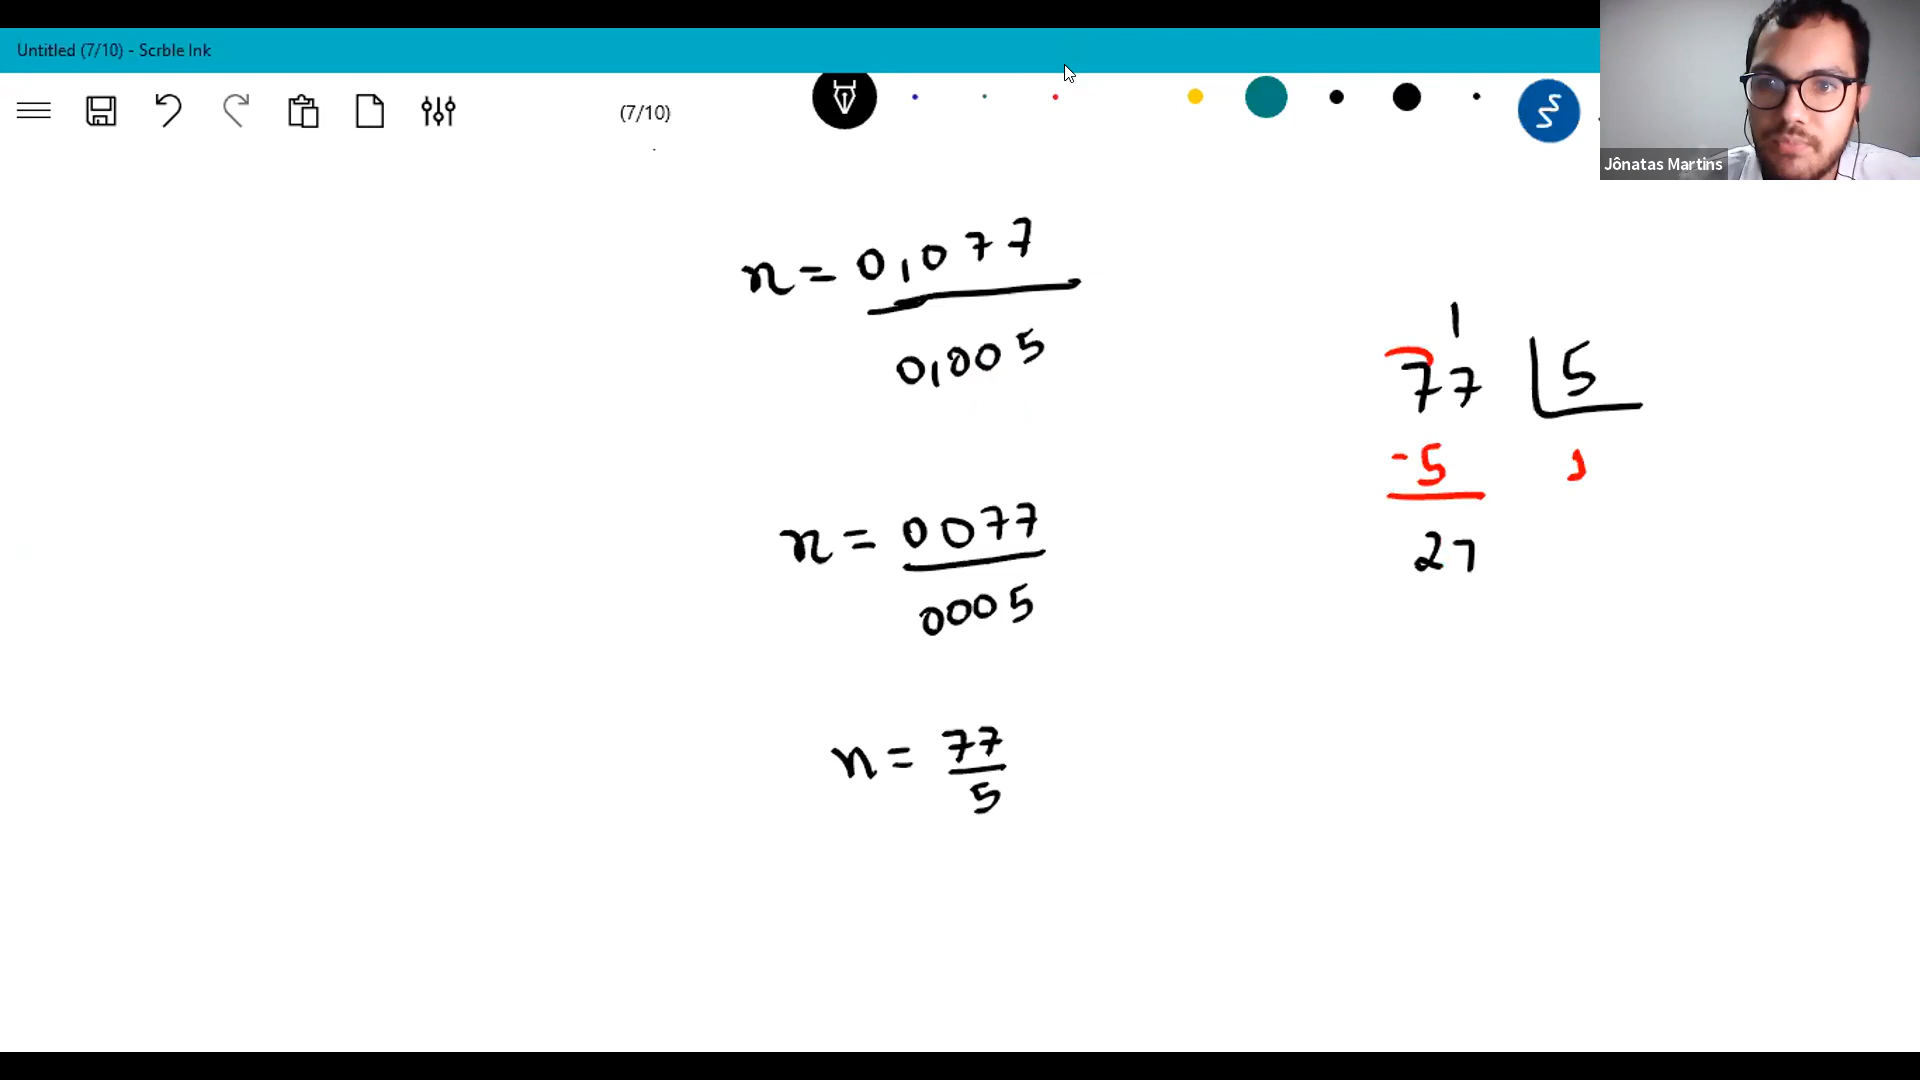 Untitled (7/10) - Scrble Ink
(7/10)
Jônatas Martins
n = 0,077
0,005
n = 0077
0005
n = 77
5
1
77 5
-5 1
27